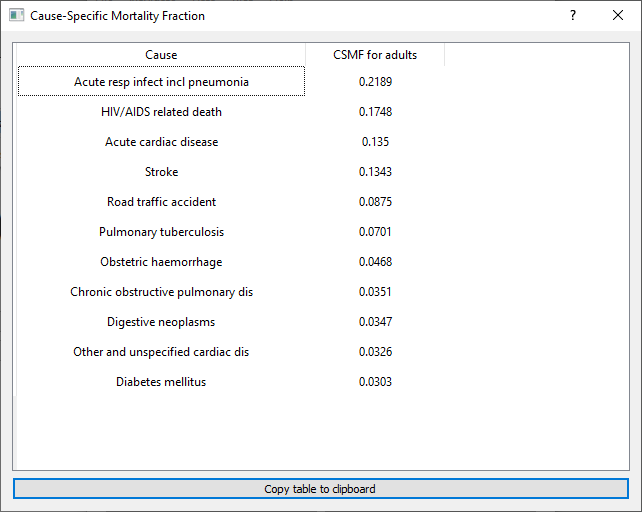 Cause-Specific Mortality Fraction ?
Cause CSMF for adults
Acute resp infect incl pneumonia 0.2189
HIV/AIDS related death 0.1748
Acute cardiac disease 0.135
Stroke 0.1343
Road traffic accident 0.0875
Pulmonary tuberculosis 0.0701
Obstetric haemorrhage 0.0468
Chronic obstructive pulmonary dis 0.0351
Digestive neoplasms 0.0347
Other and unspecified cardiac dis 0.0326
Diabetes mellitus 0.0303
Copy table to clipboard